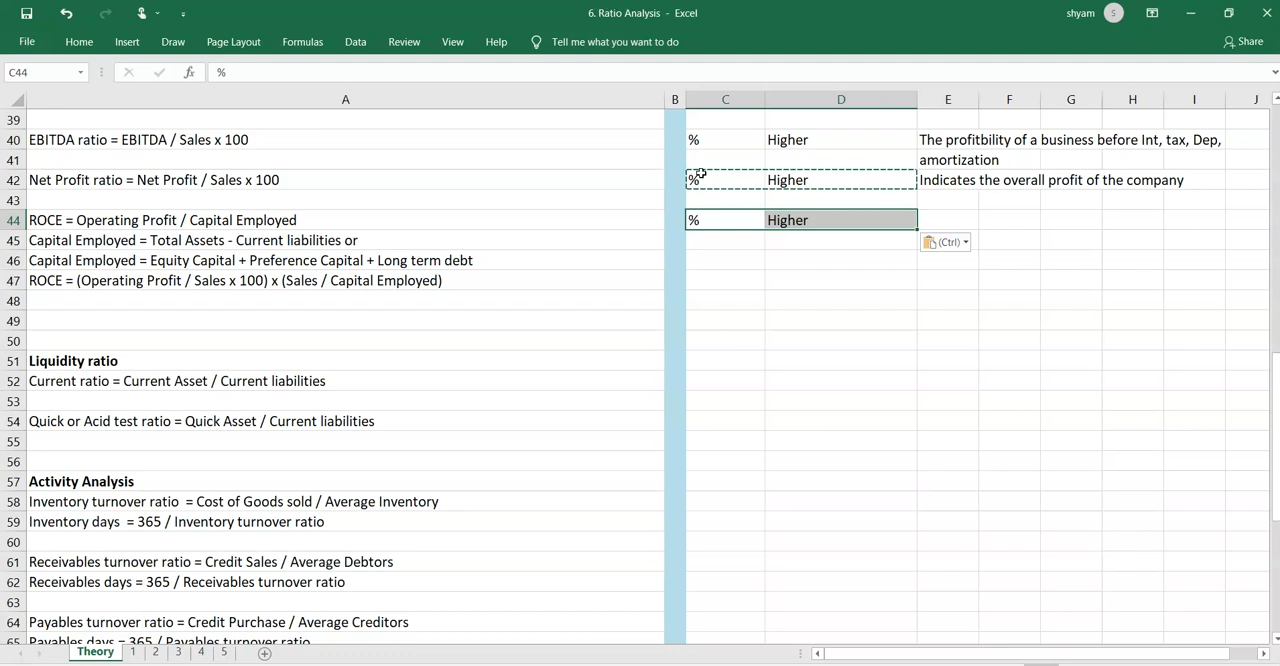 6. Ratio Analysis - Excel
shyam S
File Home Insert Draw Page Layout Formulas Data Review View Help Tell me what you want to do Share
C44 fx %
A B C D E F G H I J
39
40 EBITDA ratio = EBITDA / Sales x 100 % Higher The profitbility of a business before Int, tax, Dep,
41 amortization
42 Net Profit ratio = Net Profit / Sales x 100 % Higher Indicates the overall profit of the company
43
44 ROCE = Operating Profit / Capital Employed % Higher
45 Capital Employed = Total Assets - Current liabilities or (Ctrl)
46 Capital Employed = Equity Capital + Preference Capital + Long term debt
47 ROCE = (Operating Profit / Sales x 100) x (Sales / Capital Employed)
48
49
50
51 Liquidity ratio
52 Current ratio = Current Asset / Current liabilities
53
54 Quick or Acid test ratio = Quick Asset / Current liabilities
55
56
57 Activity Analysis
58 Inventory turnover ratio = Cost of Goods sold / Average Inventory
59 Inventory days = 365 / Inventory turnover ratio
60
61 Receivables turnover ratio = Credit Sales / Average Debtors
62 Receivables days = 365 / Receivables turnover ratio
63
64 Payables turnover ratio = Credit Purchase / Average Creditors
65 Payables days = 365 / Payables turnover ratio
Theory 1 2 3 4 5